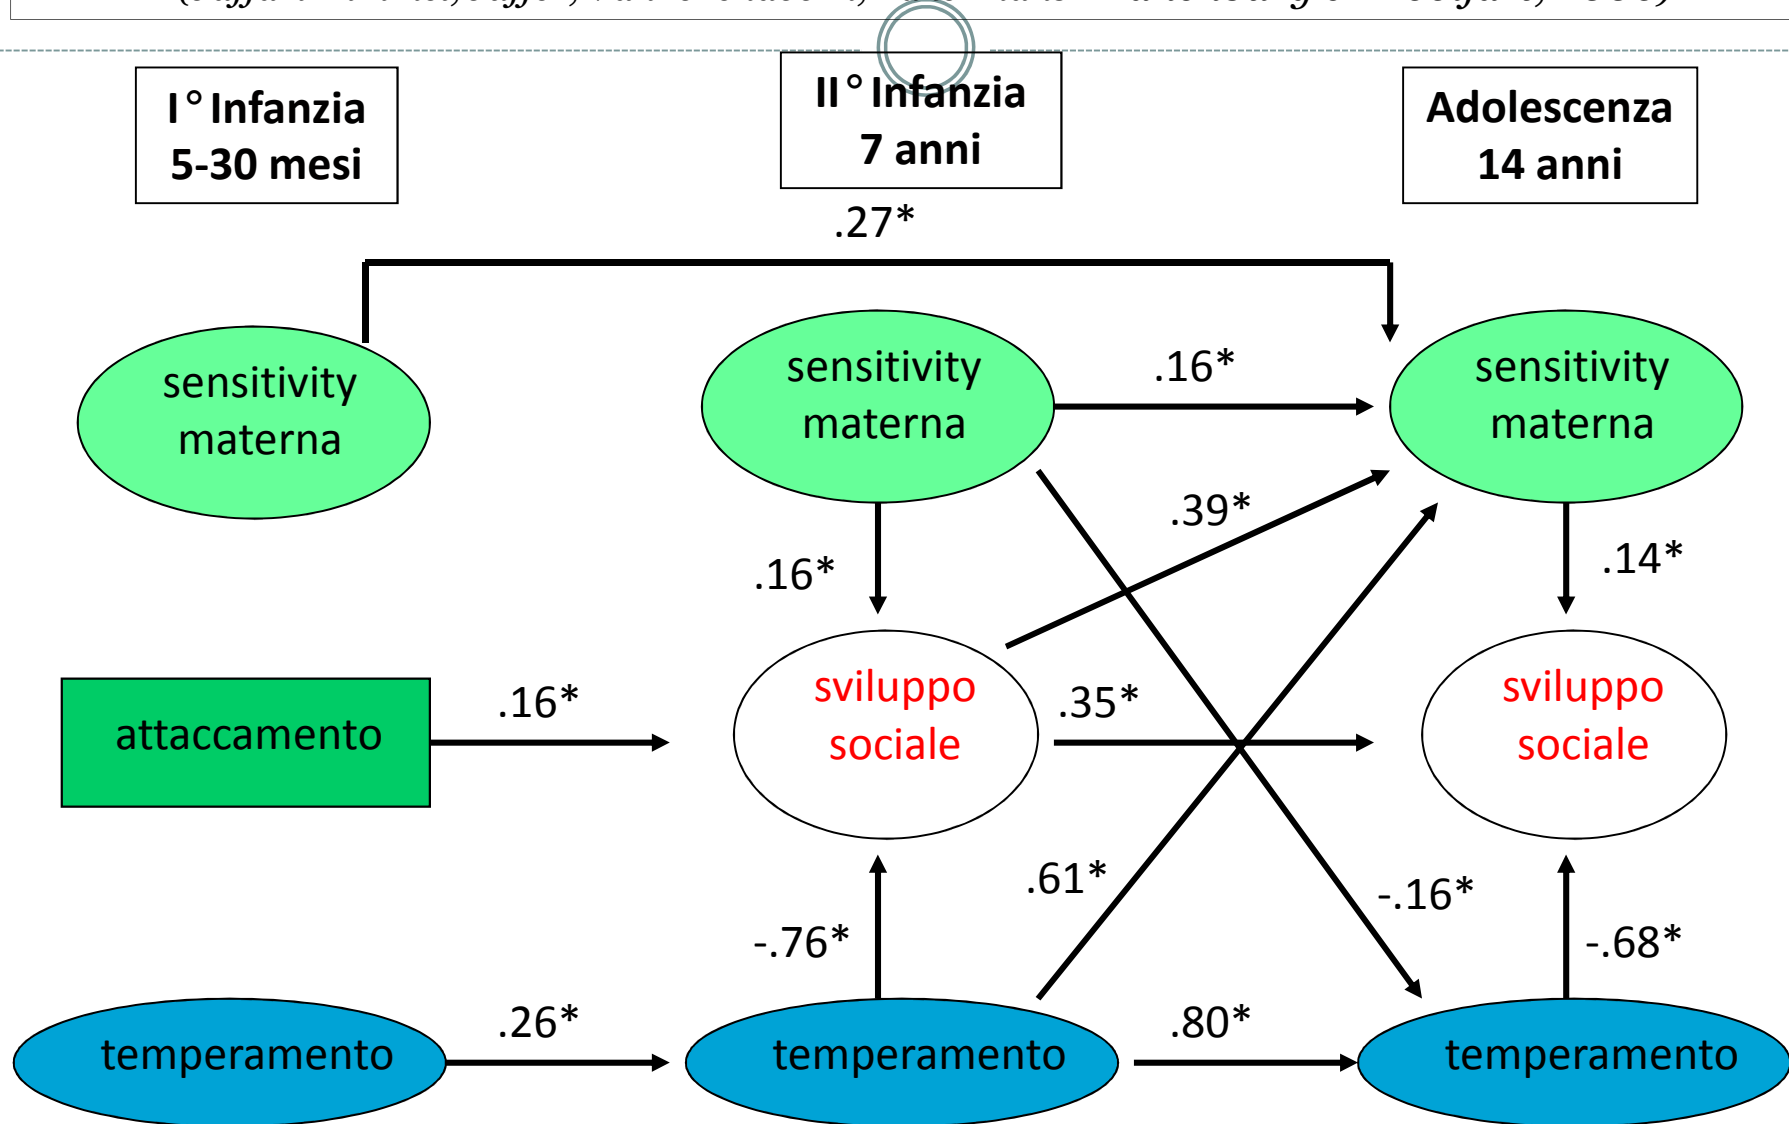 I° Infanzia
5-30 mesi
II° Infanzia
7 anni
Adolescenza
14 anni
.27*
sensitivity
materna
sensitivity
materna
.16*
sensitivity
materna
.39*
.16*
.14*
attaccamento
.16*
sviluppo
sociale
.35*
sviluppo
sociale
.61*
-.16*
-.76*
-.68*
temperamento
.26*
temperamento
.80*
temperamento